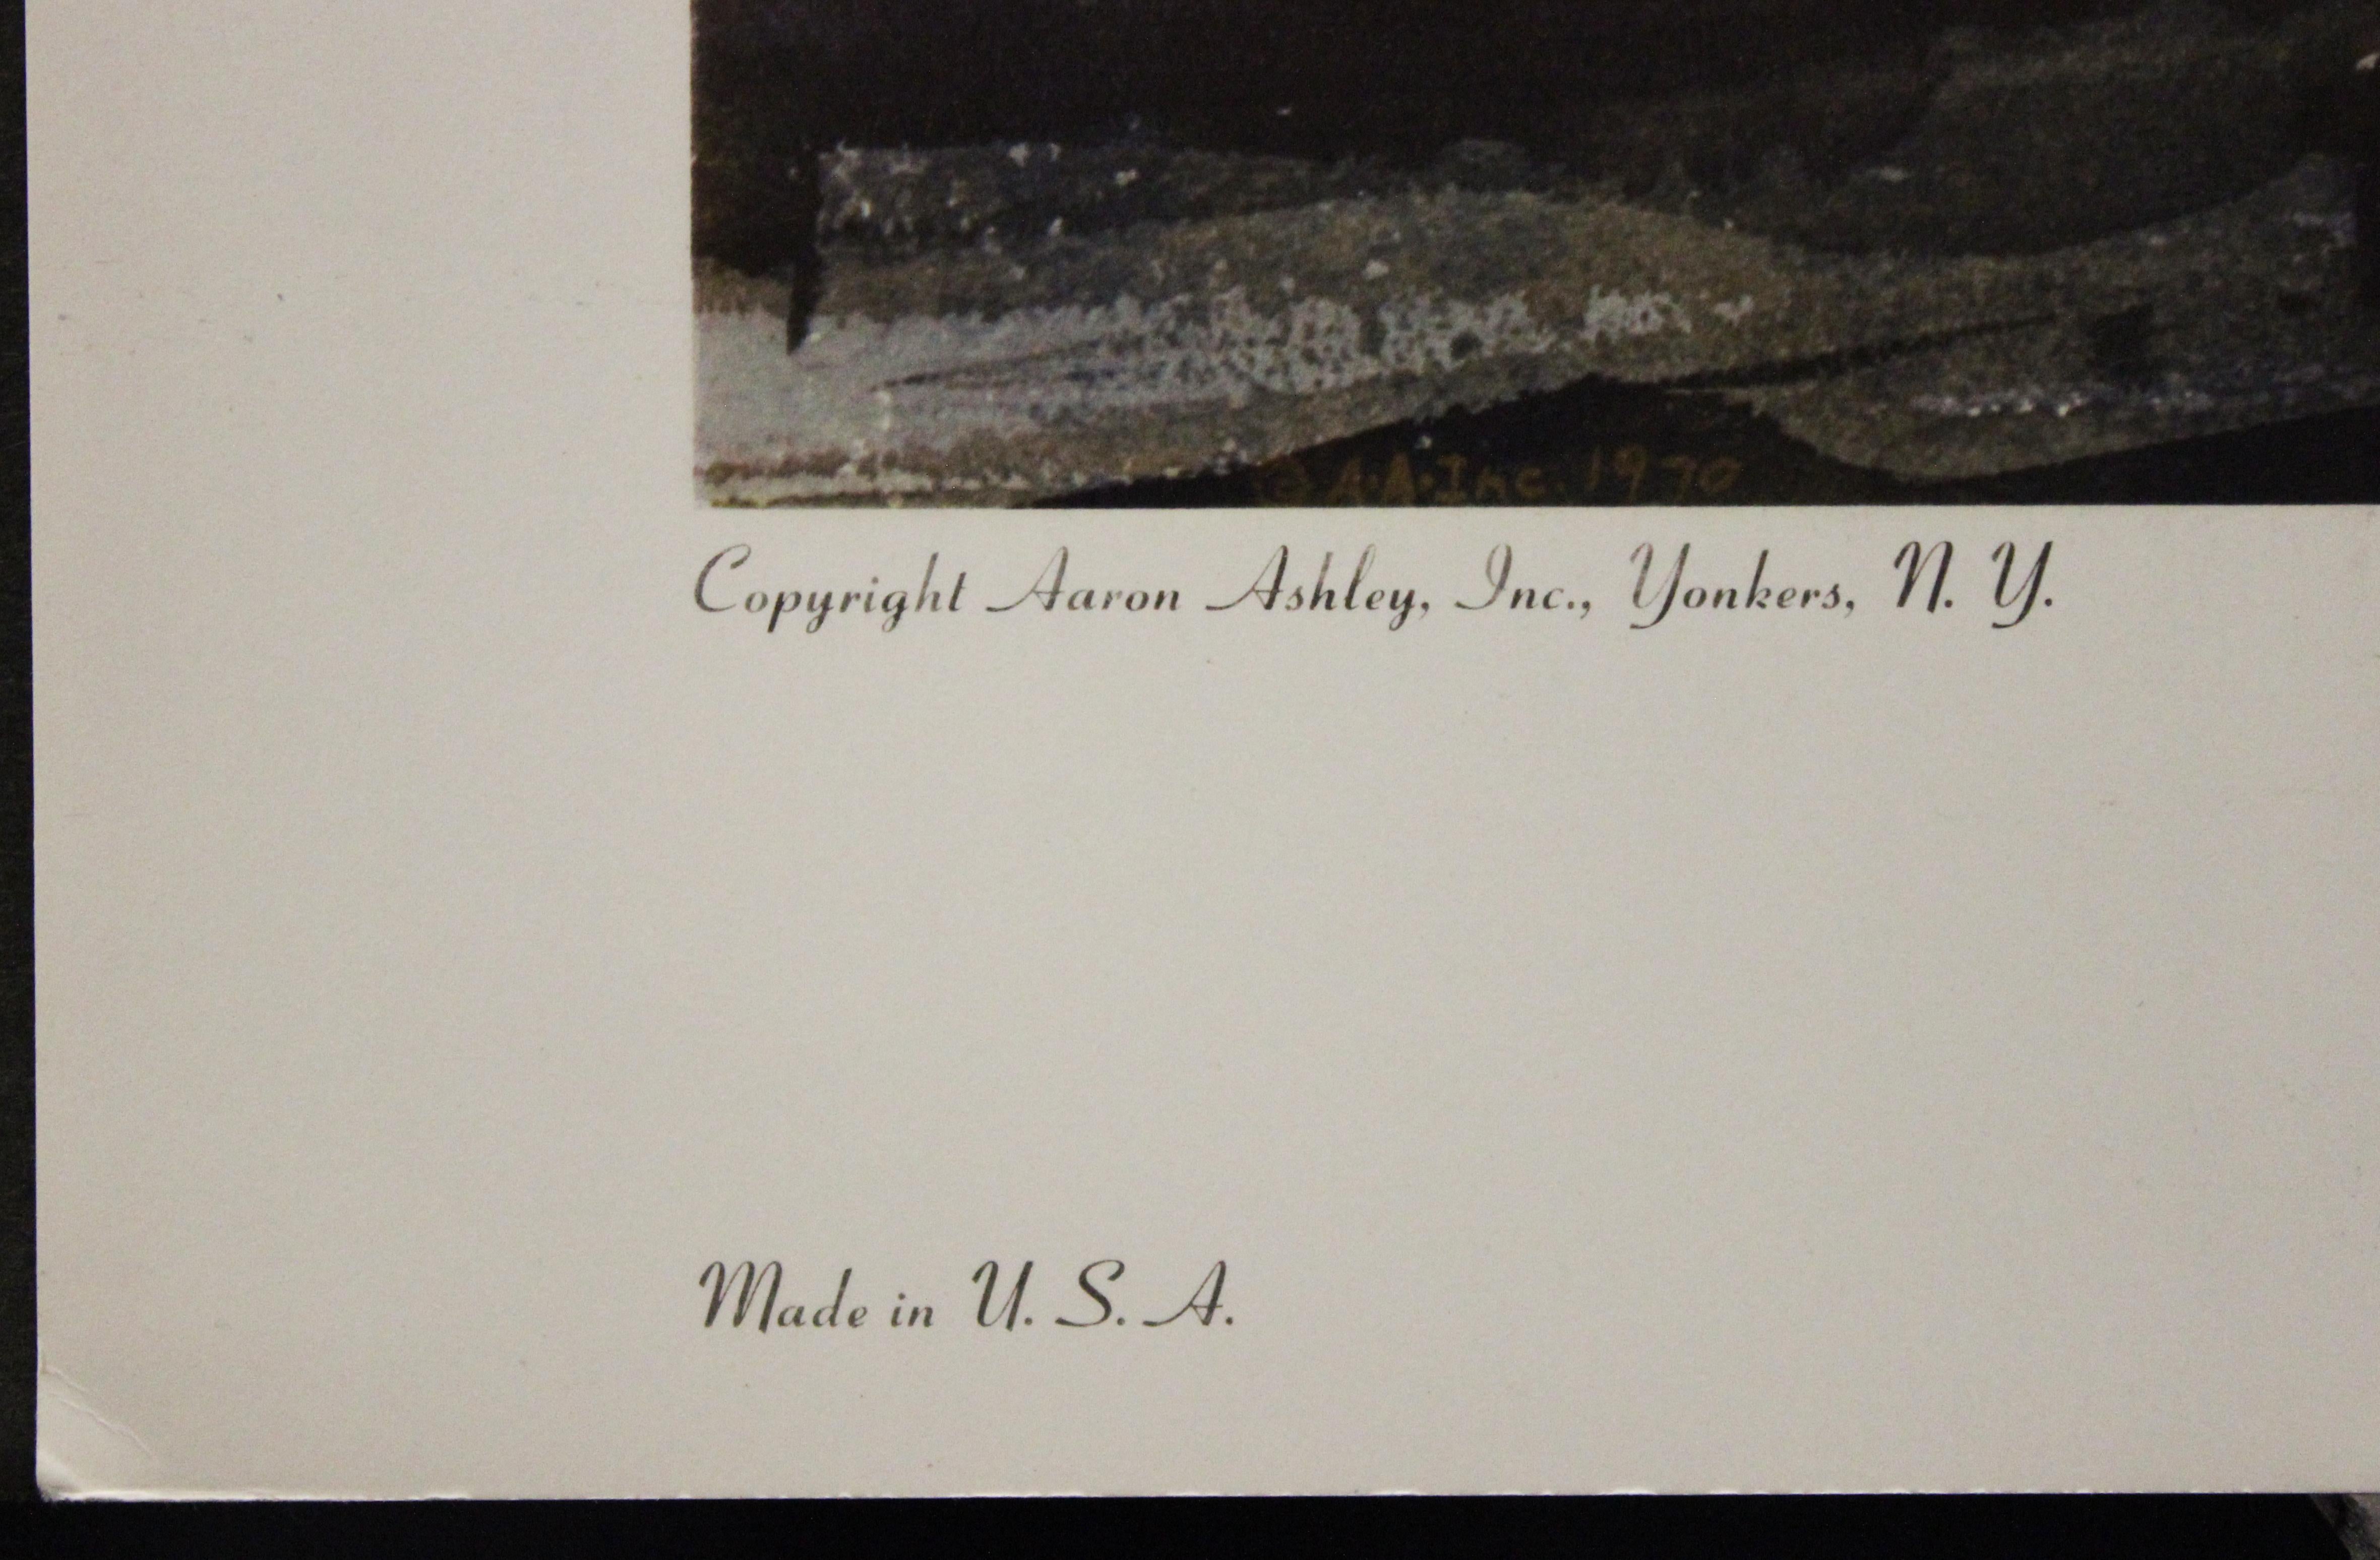 © A.A.Inc. 1970
Copyright Aaron Ashley, Inc., Yonkers, N. Y.
Made in U. S. A.